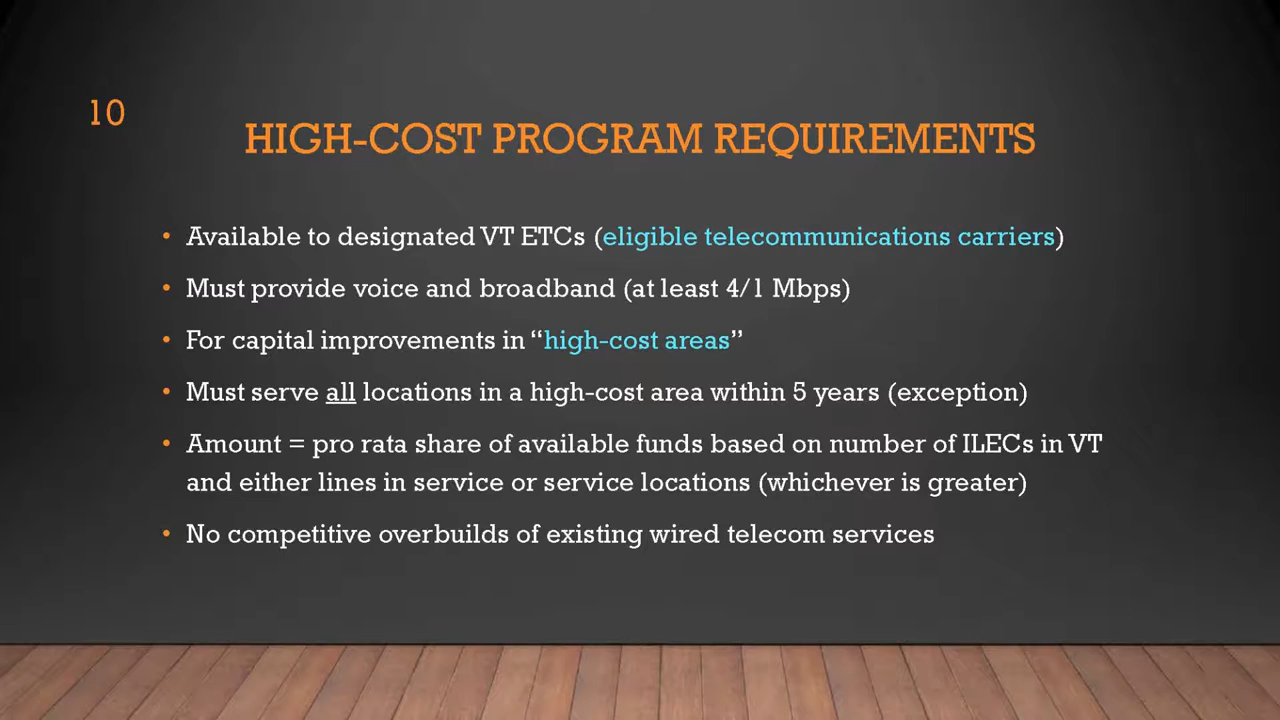 10
HIGH-COST PROGRAM REQUIREMENTS
• Available to designated VT ETCs (eligible telecommunications carriers)
• Must provide voice and broadband (at least 4/1 Mbps)
• For capital improvements in “high-cost areas”
• Must serve all locations in a high-cost area within 5 years (exception)
• Amount = pro rata share of available funds based on number of ILECs in VT
and either lines in service or service locations (whichever is greater)
• No competitive overbuilds of existing wired telecom services